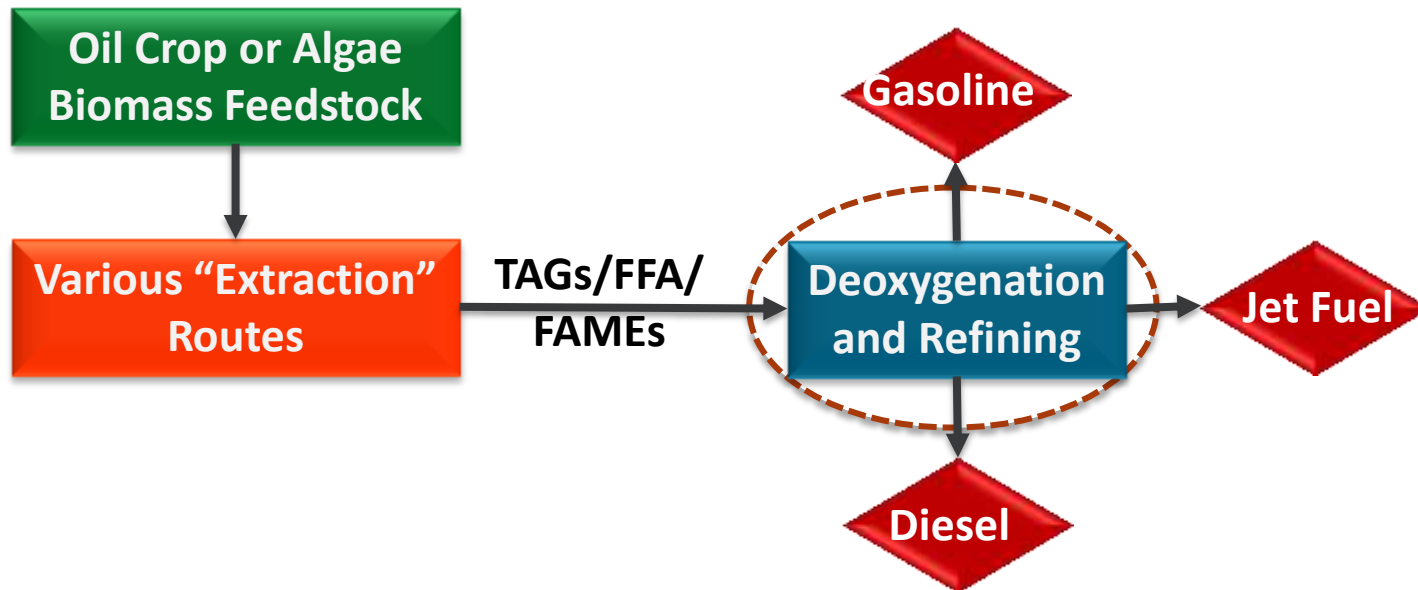 Oil Crop or Algae
Biomass Feedstock
Gasoline
Various “Extraction”
Routes
TAGs/FFA/
FAMEs
Deoxygenation
and Refining
Jet Fuel
Diesel